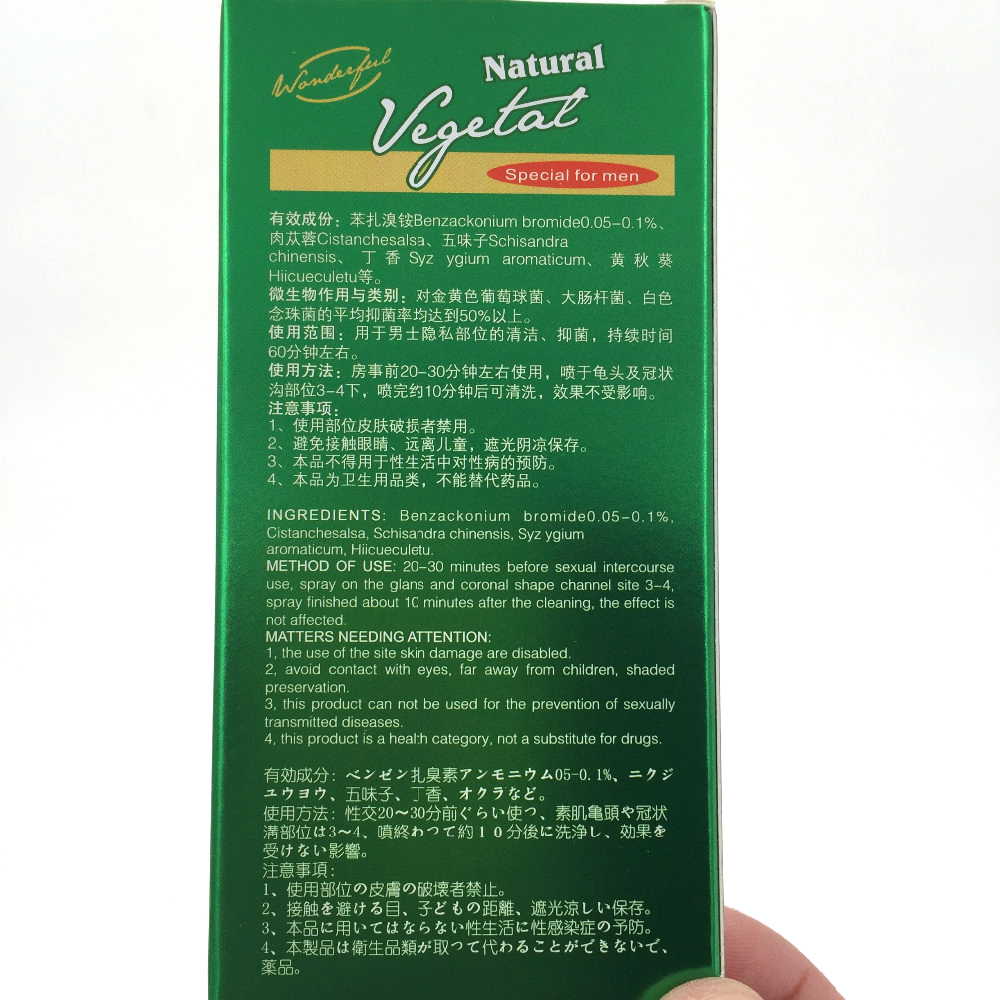 Wonderful
Natural
Vegetal
Special for men
有效成份：苯扎溴铵Benzackonium bromide0.05-0.1%、
肉苁蓉Cistanchesalsa、五味子Schisandra
chinensis、丁香Syz ygium aromaticum、黄秋葵
Hiicueculetu等。
微生物作用与类别：对金黄色葡萄球菌、大肠杆菌、白色
念珠菌的平均抑菌率均达到50%以上。
使用范围：用于男士隐私部位的清洁、抑菌，持续时间
60分钟左右。
使用方法：房事前20-30分钟左右使用，喷于龟头及冠状
沟部位3-4下，喷完约10分钟后可清洗，效果不受影响。
注意事项：
1、使用部位皮肤破损者禁用。
2、避免接触眼睛、远离儿童，遮光阴凉保存。
3、本品不得用于性生活中对性病的预防。
4、本品为卫生用品类，不能替代药品。
INGREDIENTS: Benzackonium bromide0.05-0.1%,
Cistanchesalsa, Schisandra chinensis, Syz ygium
aromaticum, Hiicueculetu.
METHOD OF USE: 20-30 minutes before sexual intercourse
use, spray on the glans and coronal shape channel site 3-4,
spray finished about 10 minutes after the cleaning, the effect is
not affected.
MATTERS NEEDING ATTENTION:
1, the use of the site skin damage are disabled.
2, avoid contact with eyes, far away from children, shaded
preservation.
3, this product can not be used for the prevention of sexually
transmitted diseases.
4, this product is a health category, not a substitute for drugs.
有効成分：ベンゼン扎臭素アンモニウム05-0.1%、ニクジ
ユウヨウ、五味子、丁香、オクラなど。
使用方法：性交20～30分前ぐらい使つ、素肌亀頭や冠状
溝部位は3～4、噴終わつて約１０分後に洗浄し、効果を
受けない影響。
注意事項：
1、使用部位の皮膚の破壊者禁止。
2、接触を避ける目、子どもの距離、遮光涼しい保存。
3、本品に用いてはならない性生活に性感染症の予防。
4、本製品は衛生品類が取つて代わることができないで、
薬品。